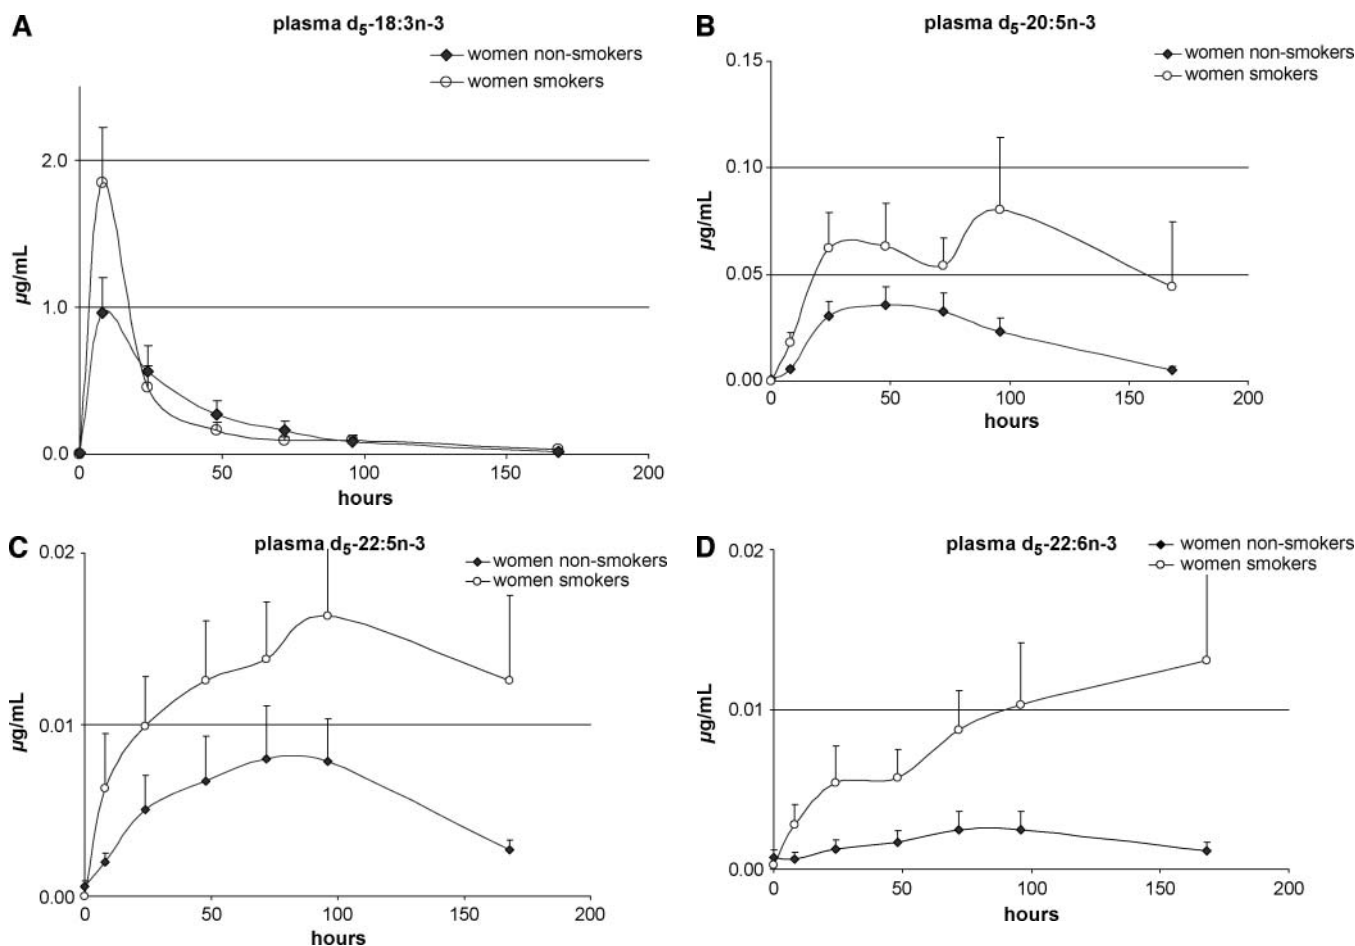 A
plasma d5-18:3n-3
women non-smokers
women smokers
µg/mL
2.0
1.0
0.0
0 50 100 150 200
hours
B
plasma d5-20:5n-3
women non-smokers
women smokers
µg/mL
0.15
0.10
0.05
0.00
0 50 100 150 200
hours
C
plasma d5-22:5n-3
women non-smokers
women smokers
µg/mL
0.02
0.01
0.00
0 50 100 150 200
hours
D
plasma d5-22:6n-3
women non-smokers
women smokers
µg/mL
0.02
0.01
0.00
0 50 100 150 200
hours